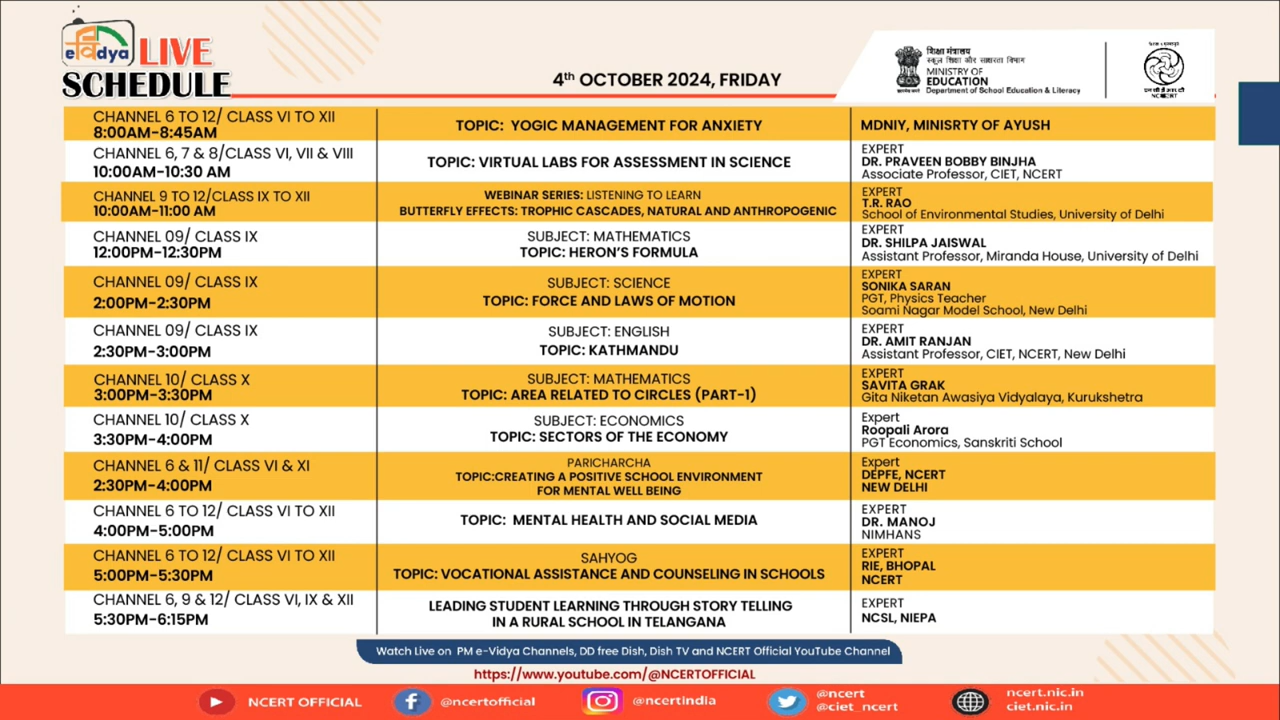 eविdya LIVE
SCHEDULE
4th OCTOBER 2024, FRIDAY
शिक्षा मंत्रालय
स्कूल शिक्षा और साक्षरता विभाग
MINISTRY OF
EDUCATION
Department of School Education & Literacy
NCERT
CHANNEL 6 TO 12/ CLASS VI TO XII
8:00AM-8:45AM
TOPIC: YOGIC MANAGEMENT FOR ANXIETY
MDNIY, MINISRTY OF AYUSH
CHANNEL 6, 7 & 8/CLASS VI, VII & VIII
10:00AM-10:30 AM
TOPIC: VIRTUAL LABS FOR ASSESSMENT IN SCIENCE
EXPERT
DR. PRAVEEN BOBBY BINJHA
Associate Professor, CIET, NCERT
CHANNEL 9 TO 12/CLASS IX TO XII
10:00AM-11:00 AM
WEBINAR SERIES: LISTENING TO LEARN
BUTTERFLY EFFECTS: TROPHIC CASCADES, NATURAL AND ANTHROPOGENIC
EXPERT
T.R. RAO
School of Environmental Studies, University of Delhi
CHANNEL 09/ CLASS IX
12:00PM-12:30PM
SUBJECT: MATHEMATICS
TOPIC: HERON'S FORMULA
EXPERT
DR. SHILPA JAISWAL
Assistant Professor, Miranda House, University of Delhi
CHANNEL 09/ CLASS IX
2:00PM-2:30PM
SUBJECT: SCIENCE
TOPIC: FORCE AND LAWS OF MOTION
EXPERT
SONIKA SARAN
PGT, Physics Teacher
Soami Nagar Model School, New Delhi
CHANNEL 09/ CLASS IX
2:30PM-3:00PM
SUBJECT: ENGLISH
TOPIC: KATHMANDU
EXPERT
DR. AMIT RANJAN
Assistant Professor, CIET, NCERT, New Delhi
CHANNEL 10/ CLASS X
3:00PM-3:30PM
SUBJECT: MATHEMATICS
TOPIC: AREA RELATED TO CIRCLES (PART-1)
EXPERT
SAVITA GRAK
Gita Niketan Awasiya Vidyalaya, Kurukshetra
CHANNEL 10/ CLASS X
3:30PM-4:00PM
SUBJECT: ECONOMICS
TOPIC: SECTORS OF THE ECONOMY
Expert
Roopali Arora
PGT Economics, Sanskriti School
CHANNEL 6 & 11/ CLASS VI & XI
2:30PM-4:00PM
PARICHARCHA
TOPIC:CREATING A POSITIVE SCHOOL ENVIRONMENT
FOR MENTAL WELL BEING
Expert
DEPFE, NCERT
NEW DELHI
CHANNEL 6 TO 12/ CLASS VI TO XII
4:00PM-5:00PM
TOPIC: MENTAL HEALTH AND SOCIAL MEDIA
EXPERT
DR. MANOJ
NIMHANS
CHANNEL 6 TO 12/ CLASS VI TO XII
5:00PM-5:30PM
SAHYOG
TOPIC: VOCATIONAL ASSISTANCE AND COUNSELING IN SCHOOLS
EXPERT
RIE, BHOPAL
NCERT
CHANNEL 6, 9 & 12/ CLASS VI, IX & XII
5:30PM-6:15PM
LEADING STUDENT LEARNING THROUGH STORY TELLING
IN A RURAL SCHOOL IN TELANGANA
EXPERT
NCSL, NIEPA
Watch Live on PM e-Vidya Channels, DD free Dish, Dish TV and NCERT Official YouTube Channel
https://www.youtube.com/@NCERTOFFICIAL
NCERT OFFICIAL
@ncertofficial
@ncertindia
@ncert
@ciet_ncert
ncert.nic.in
ciet.nic.in